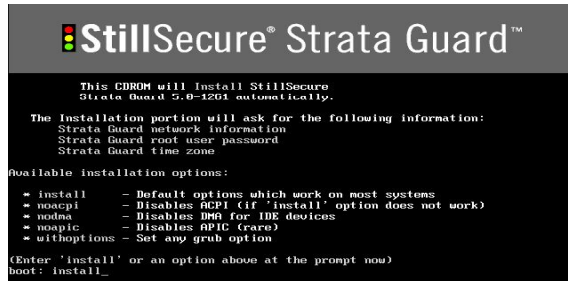 StillSecure® Strata Guard™
This CDROM will Install StillSecure
Strata Guard 5.0-1261 automatically.
The Installation portion will ask for the following information:
Strata Guard network information
Strata Guard root user password
Strata Guard time zone
Available installation options:
* install – Default options which work on most systems
* noacpi – Disables ACPI (if 'install' option does not work)
* nodma – Disables DMA for IDE devices
* noapic – Disables APIC (rare)
* withoptions – Set any grub option
(Enter 'install' or an option above at the prompt now)
boot: install_